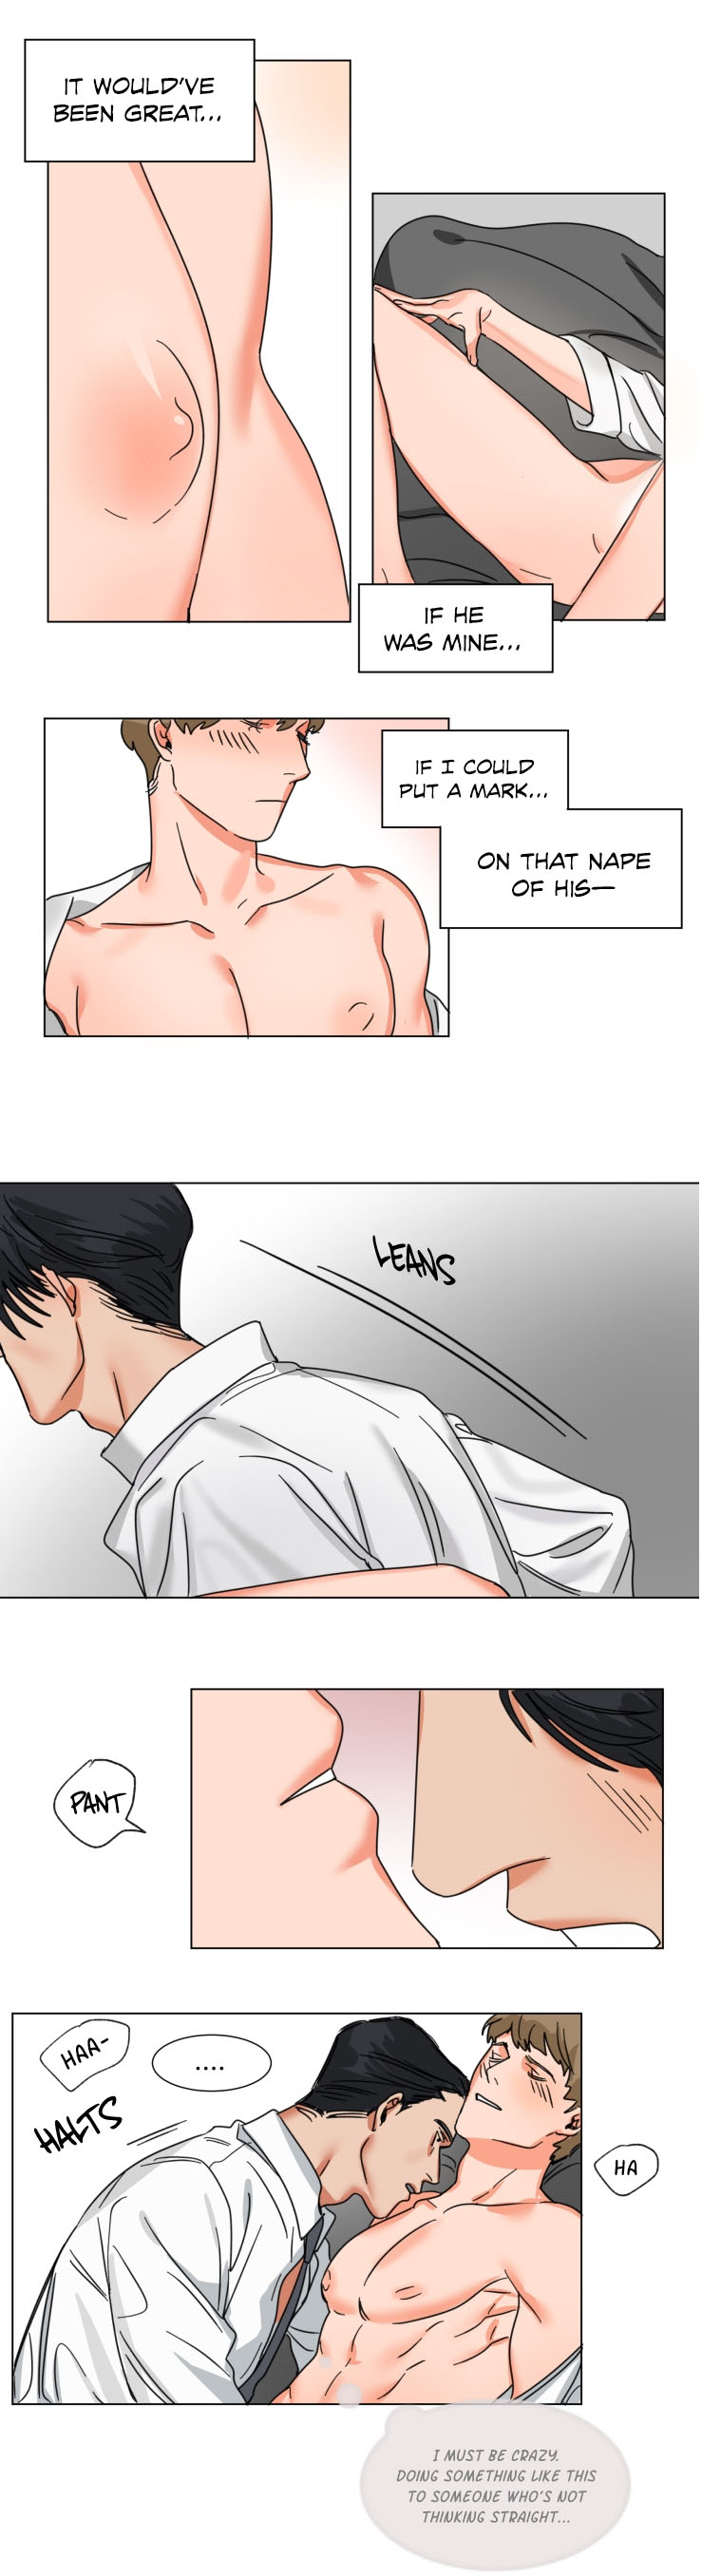 IT WOULD'VE
BEEN GREAT...
IF HE
WAS MINE...
IF I COULD
PUT A MARK...
ON THAT NAPE
OF HIS—
LEANS
PANT
HAA-
....
HALTS
HA
I MUST BE CRAZY.
DOING SOMETHING LIKE THIS
TO SOMEONE WHO'S NOT
THINKING STRAIGHT...